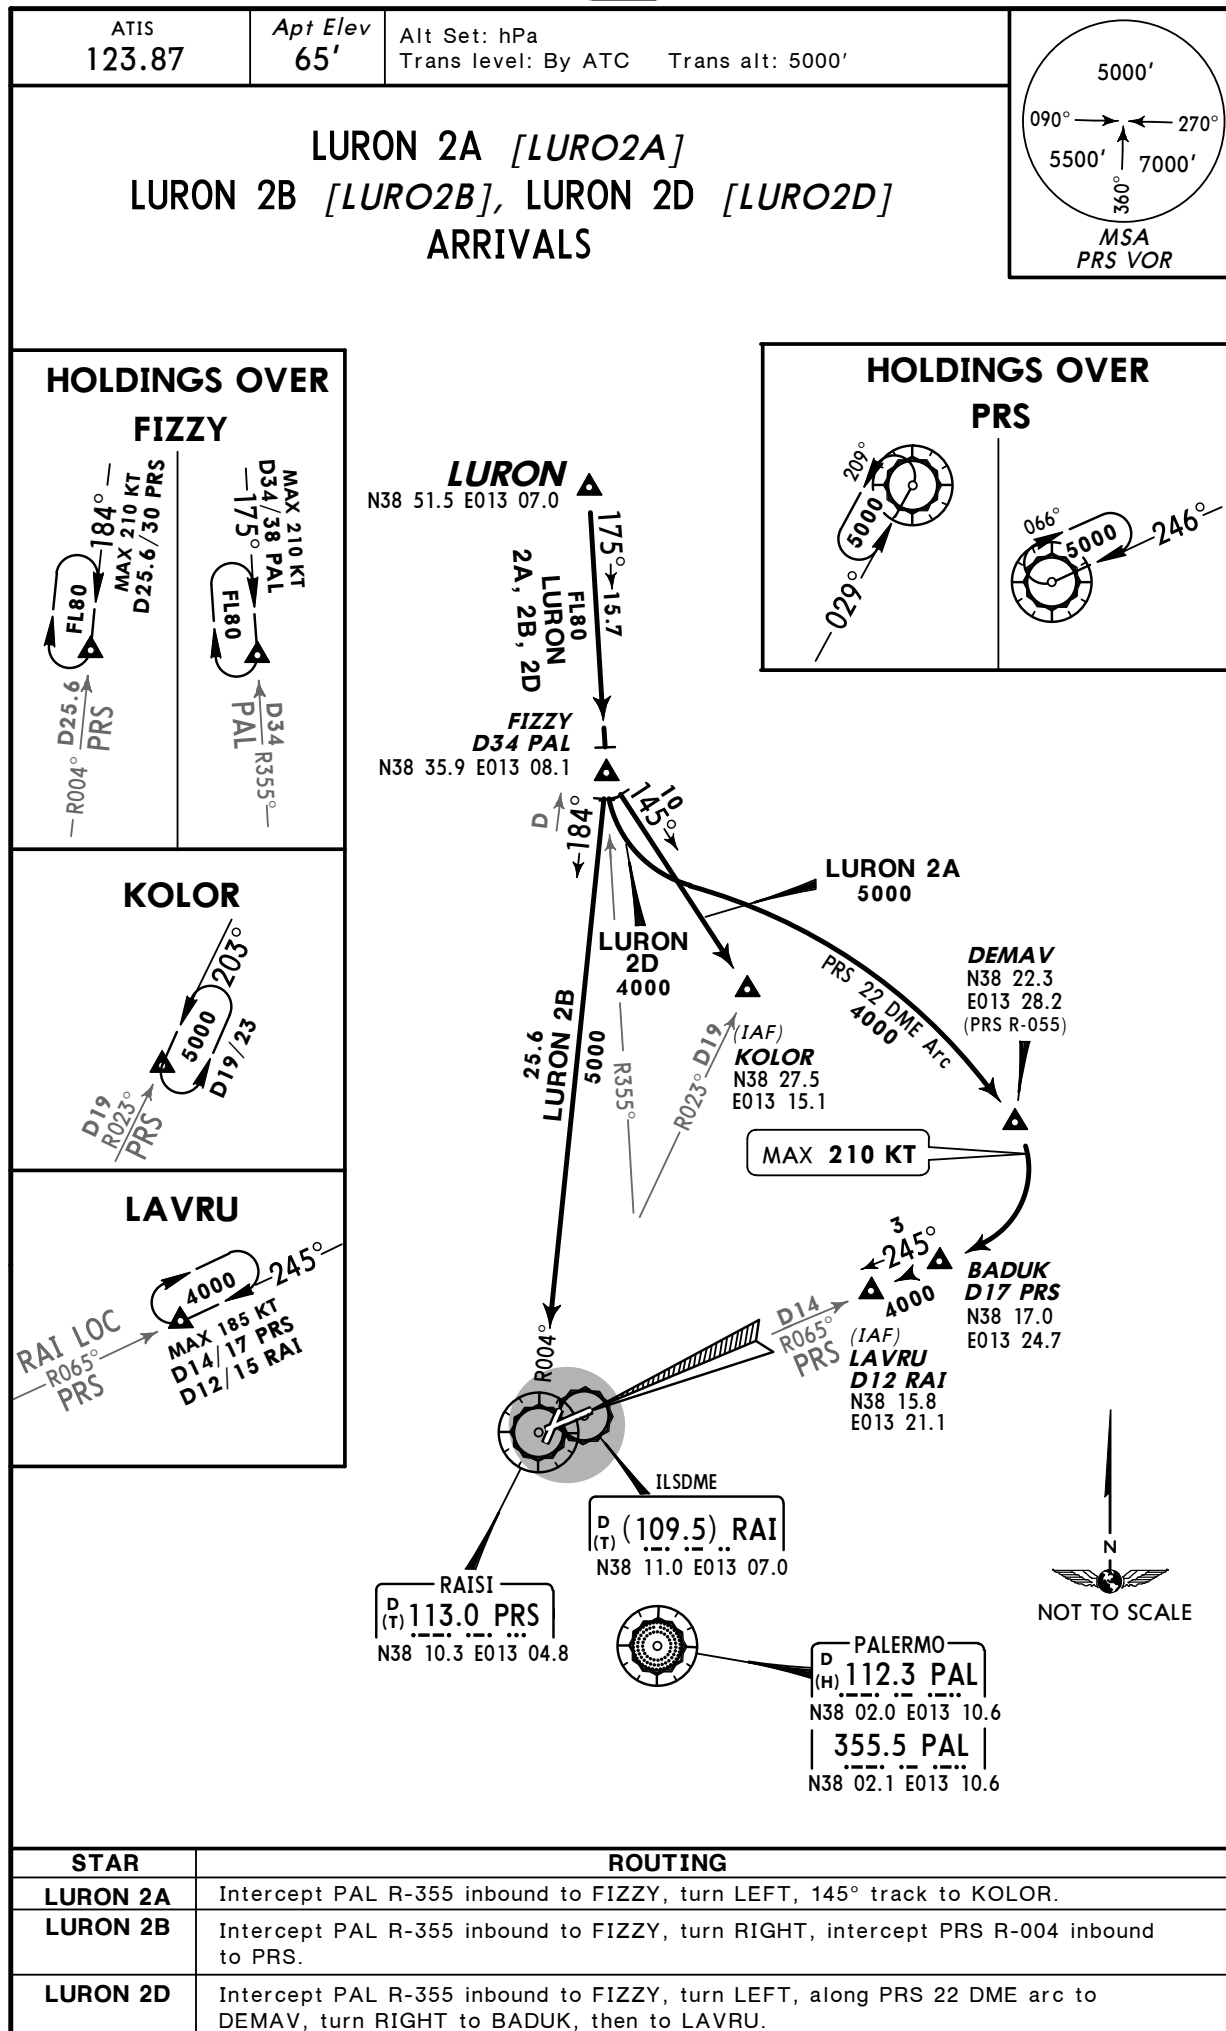 ATIS
123.87
Apt Elev
65'
Alt Set: hPa
Trans level: By ATC Trans alt: 5000'
5000'
090°
270°
5500'
7000'
360°
MSA
PRS VOR
LURON 2A [LURO2A]
LURON 2B [LURO2B], LURON 2D [LURO2D]
ARRIVALS
HOLDINGS OVER
FIZZY
184°
MAX 210 KT
D25.6/30 PRS
FL80
D25.6
R004° PRS
MAX 210 KT
D34/38 PAL
175°
FL80
D34
PAL R355°
KOLOR
203°
5000
D19/23
D19
R023°
PRS
LAVRU
4000
245°
MAX 185 KT
D14/17 PRS
D12/15 RAI
RAI LOC
R065°
PRS
HOLDINGS OVER
PRS
209°
5000
029°
066°
5000
246°
LURON
N38 51.5 E013 07.0
175°
15.7
FL80
LURON
2A, 2B, 2D
FIZZY
D34 PAL
N38 35.9 E013 08.1
D
184°
10
145°
LURON 2A
5000
LURON
2D
4000
PRS 22 DME Arc
4000
DEMAV
N38 22.3
E013 28.2
(PRS R-055)
25.6
LURON 2B
5000
R355°
R023° D19
(IAF)
KOLOR
N38 27.5
E013 15.1
MAX 210 KT
3
245°
4000
BADUK
D17 PRS
N38 17.0
E013 24.7
D14
R065°
PRS
(IAF)
LAVRU
D12 RAI
N38 15.8
E013 21.1
R004°
ILSDME
D
(T) (109.5) RAI
N38 11.0 E013 07.0
RAISI
D
(T) 113.0 PRS
N38 10.3 E013 04.8
N
NOT TO SCALE
PALERMO
D
(H) 112.3 PAL
N38 02.0 E013 10.6
355.5 PAL
N38 02.1 E013 10.6
STAR ROUTING
LURON 2A Intercept PAL R-355 inbound to FIZZY, turn LEFT, 145° track to KOLOR.
LURON 2B Intercept PAL R-355 inbound to FIZZY, turn RIGHT, intercept PRS R-004 inbound
to PRS.
LURON 2D Intercept PAL R-355 inbound to FIZZY, turn LEFT, along PRS 22 DME arc to
DEMAV, turn RIGHT to BADUK, then to LAVRU.